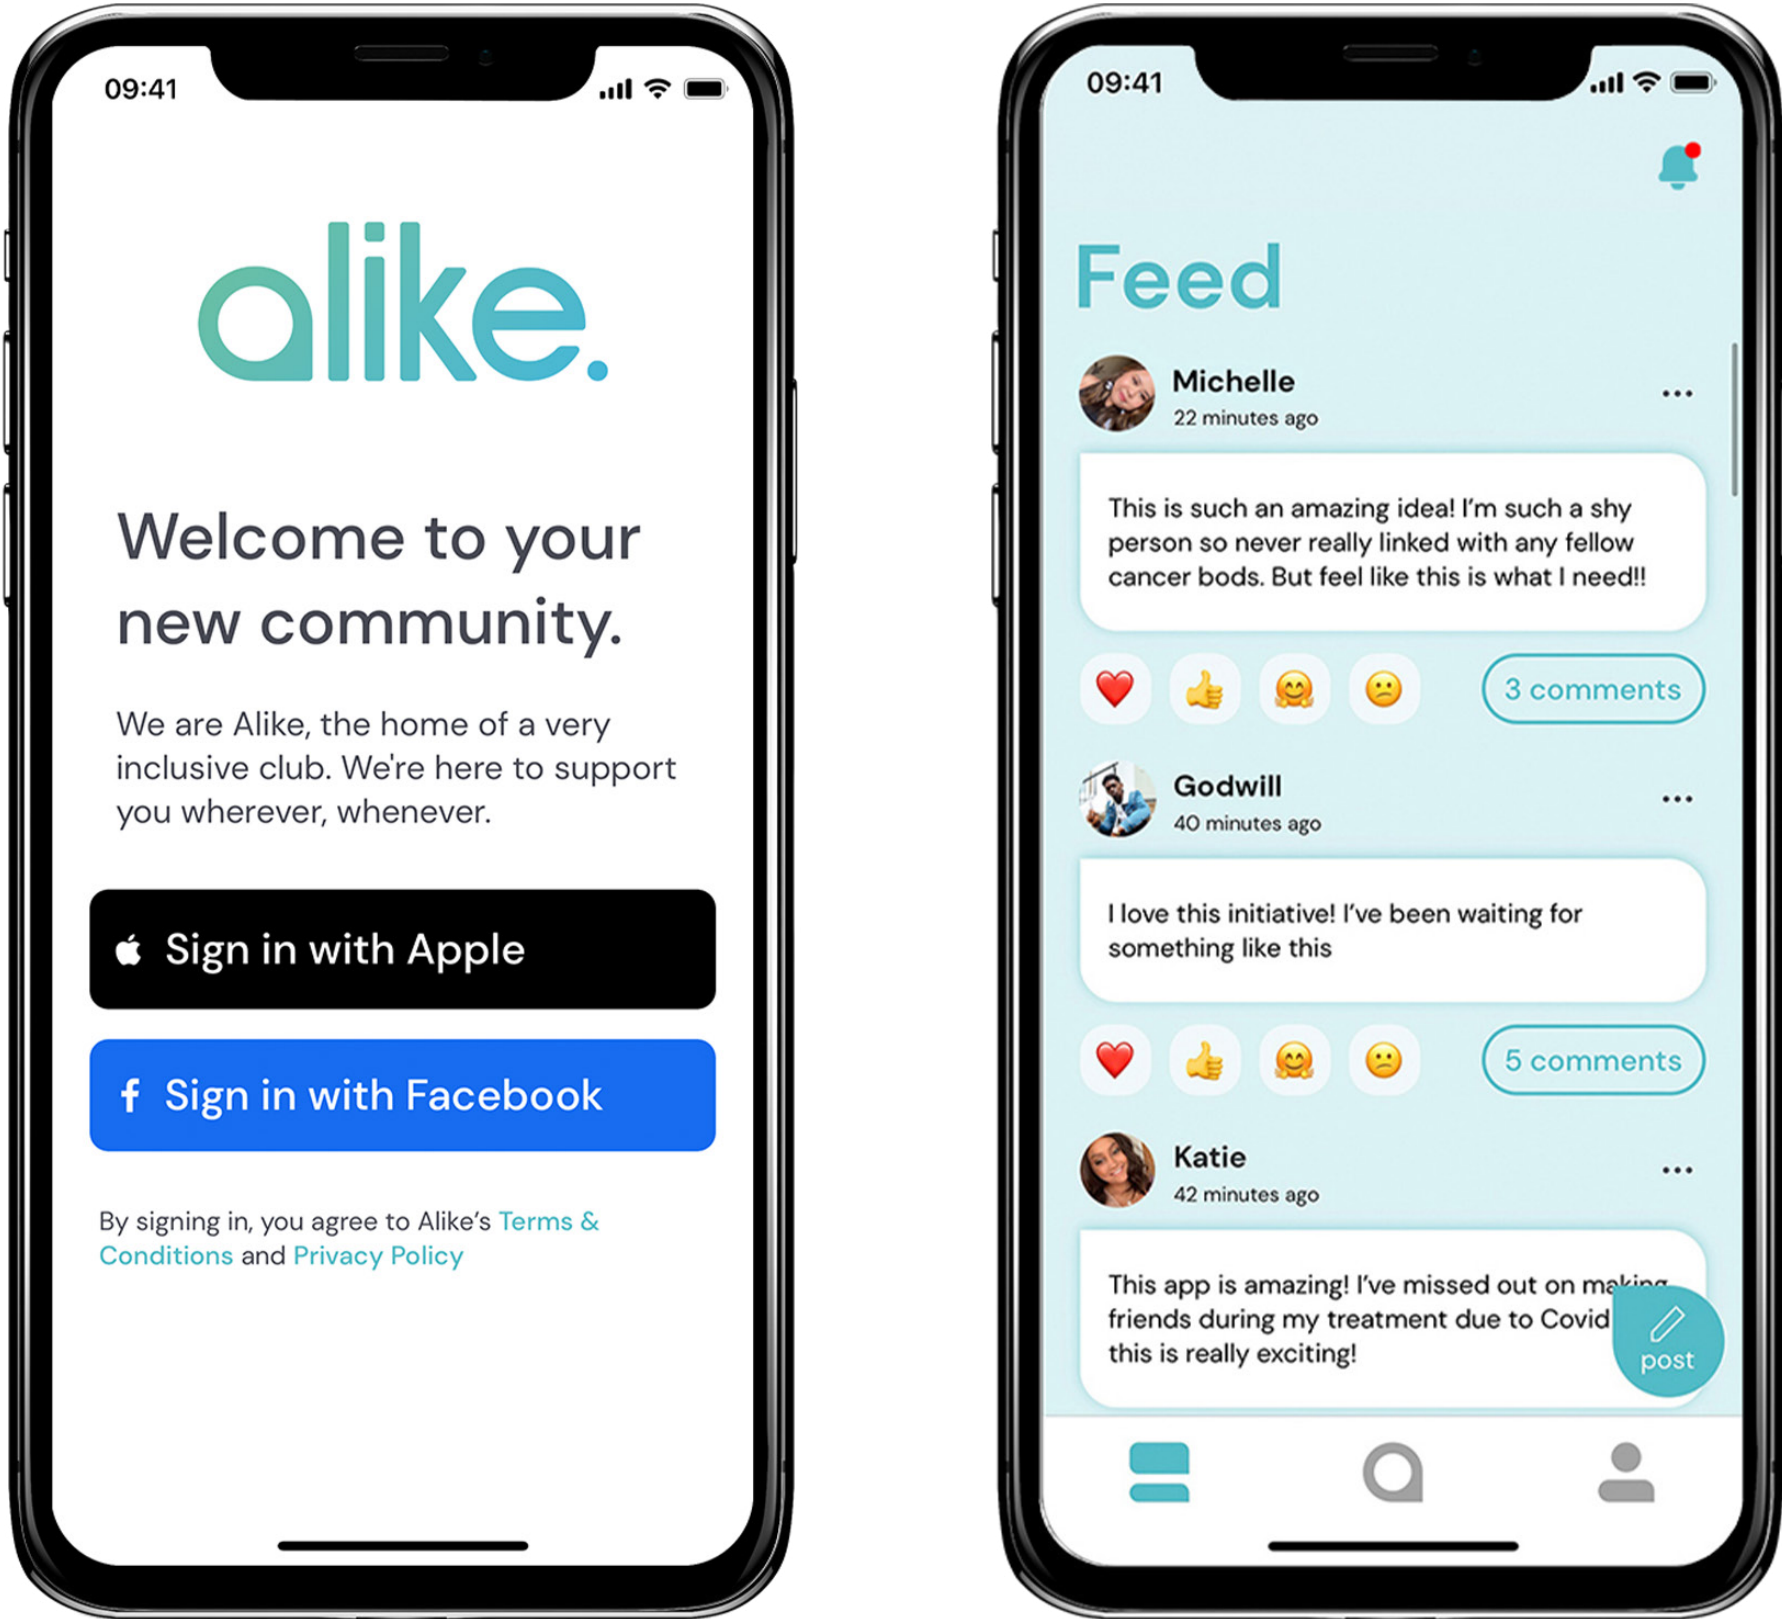 09:41
alike.
Welcome to your
new community.
We are Alike, the home of a very
inclusive club. We're here to support
you wherever, whenever.
Sign in with Apple
Sign in with Facebook
By signing in, you agree to Alike's Terms &
Conditions and Privacy Policy
09:41
Feed
Michelle
22 minutes ago
This is such an amazing idea! I'm such a shy
person so never really linked with any fellow
cancer bods. But feel like this is what I need!!
3 comments
Godwill
40 minutes ago
I love this initiative! I've been waiting for
something like this
5 comments
Katie
42 minutes ago
This app is amazing! I've missed out on making
friends during my treatment due to Covid
this is really exciting!
post